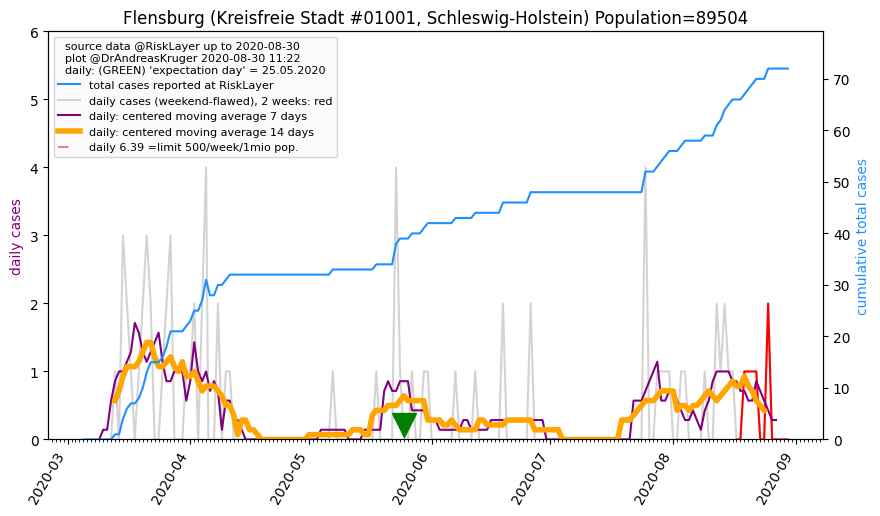 Flensburg (Kreisfreie Stadt #01001, Schleswig-Holstein) Population=89504
source data @RiskLayer up to 2020-08-30
plot @DrAndreasKruger 2020-08-30 11:22
daily: (GREEN) 'expectation day' = 25.05.2020
total cases reported at RiskLayer
daily cases (weekend-flawed), 2 weeks: red
daily: centered moving average 7 days
daily: centered moving average 14 days
daily 6.39 =limit 500/week/1mio pop.
daily cases
6
5
4
3
2
1
0
cumulative total cases
70
60
50
40
30
20
10
0
2020-03
2020-04
2020-05
2020-06
2020-07
2020-08
2020-09